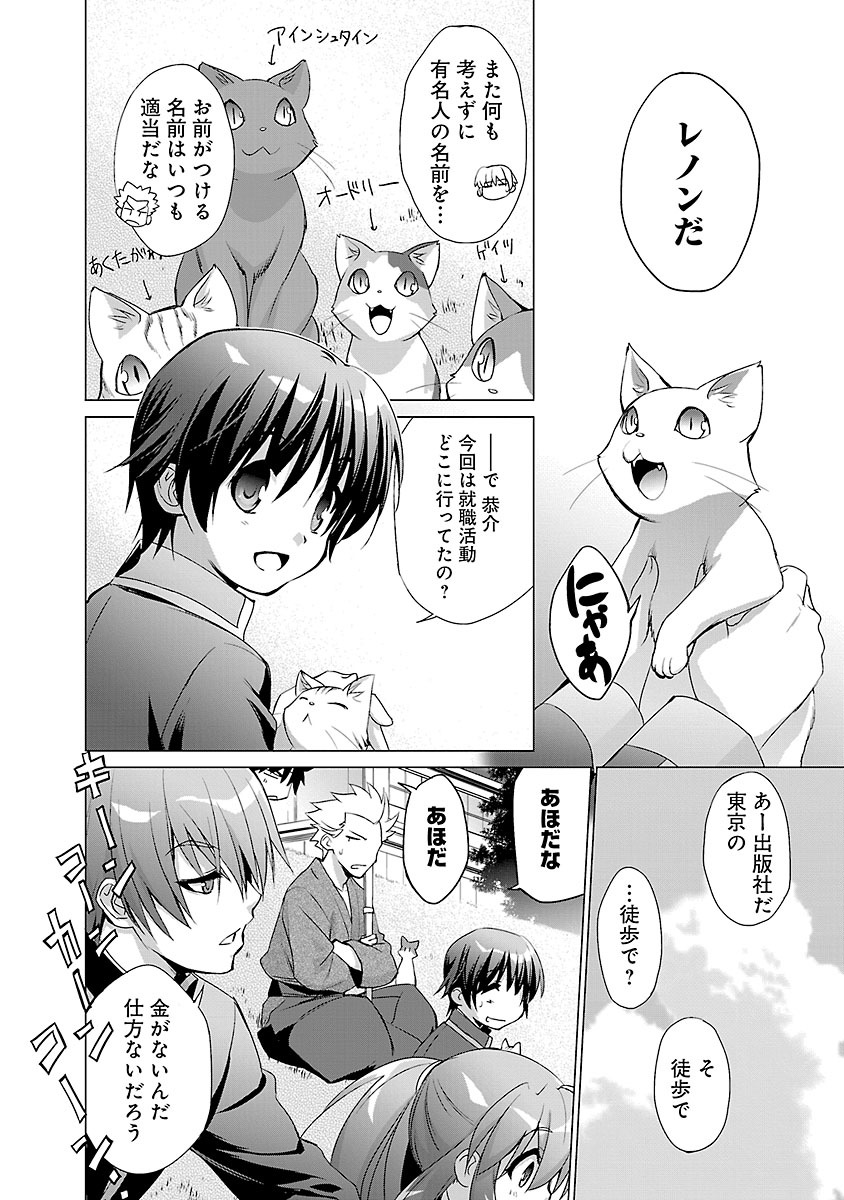 レノンだ
にゃあ
また何も
考えずに
有名人の名前を…
アインシュタイン
オードリー
ゲイツ
あくたがわ
お前がつける
名前はいつも
適当だな
――で 恭介
今回は就職活動
どこに行ってたの?
あー出版社だ
東京の
…徒歩で?
そ
徒歩で
あほだな
あほだ
金がないんだ
仕方ないだろう
キーンコーンカーンコーン